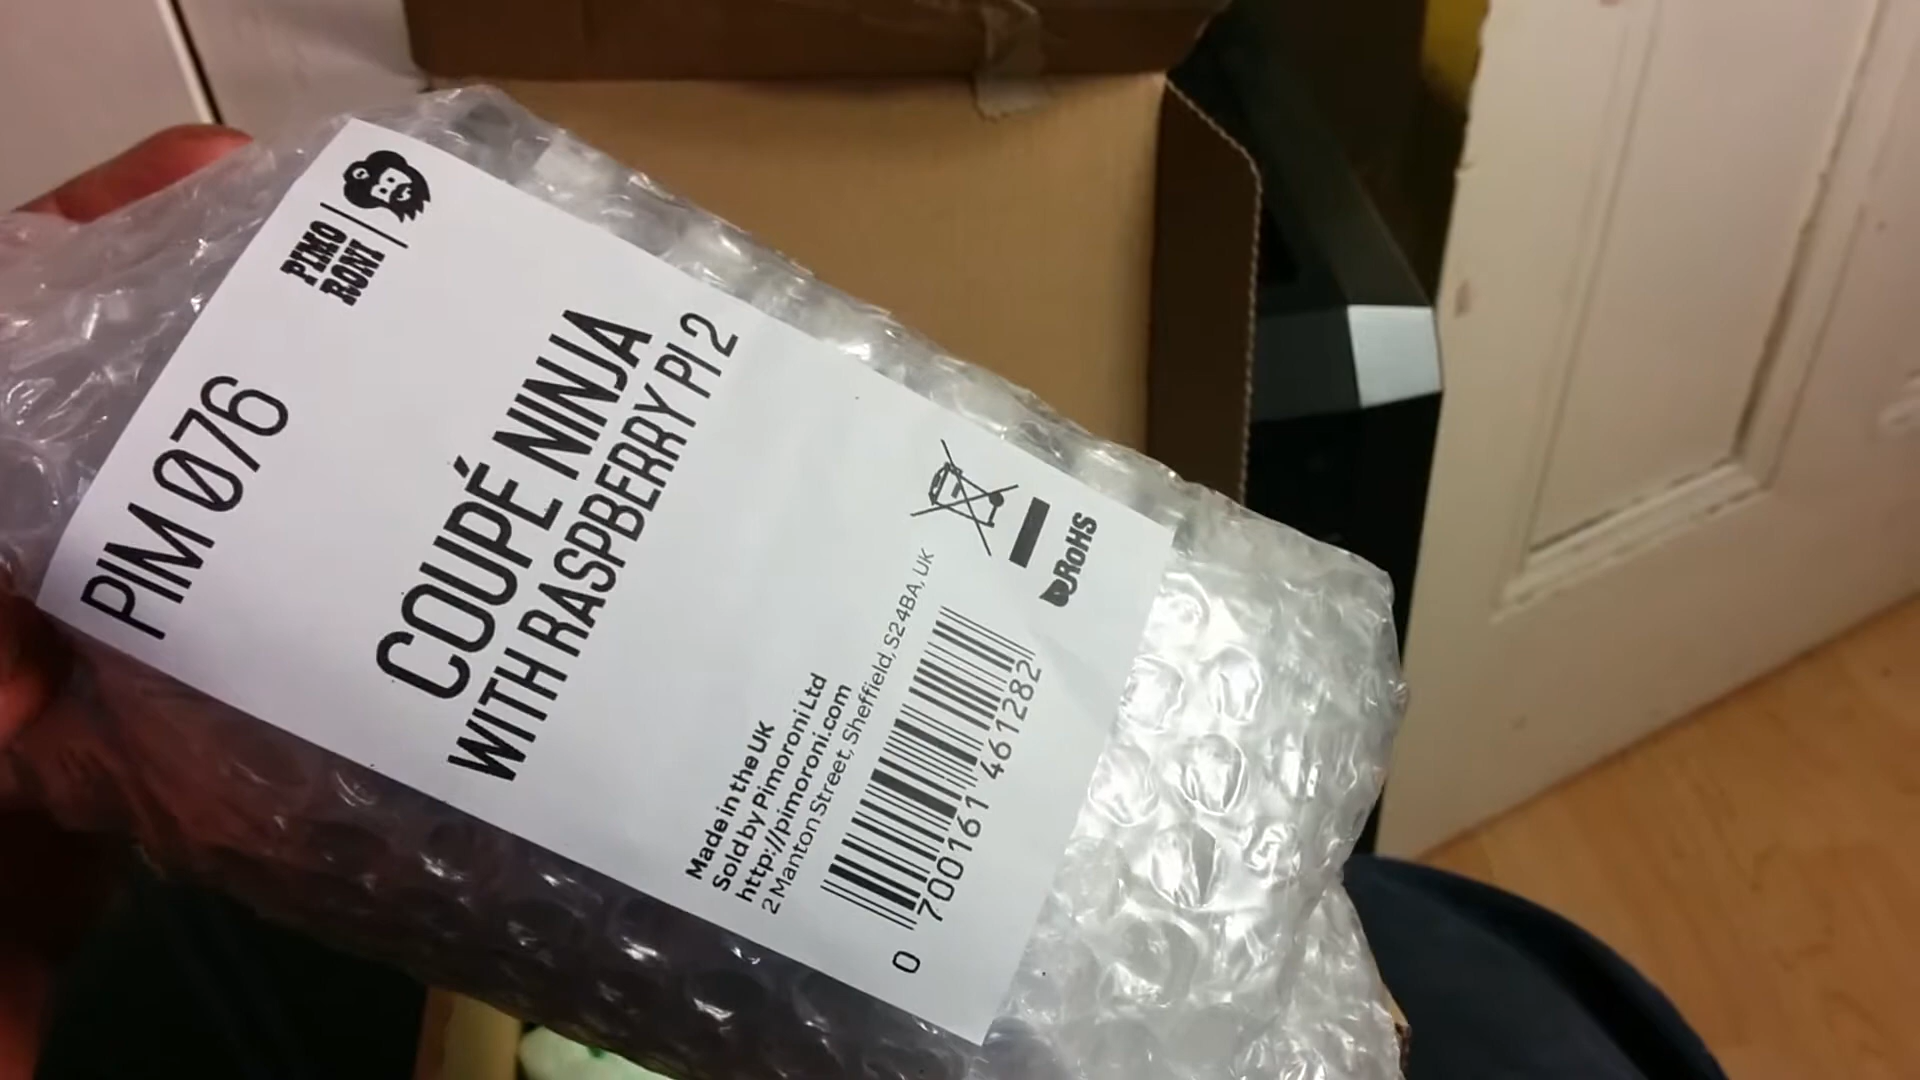 PIMO
RONI
PIM 076
COUPÉ NINJA
WITH RASPBERRY PI 2
Made in the UK
Sold by Pimoroni Ltd
http://pimoroni.com
2 Manton Street, Sheffield, S2 4BA, UK
0 700161 461282
RoHS